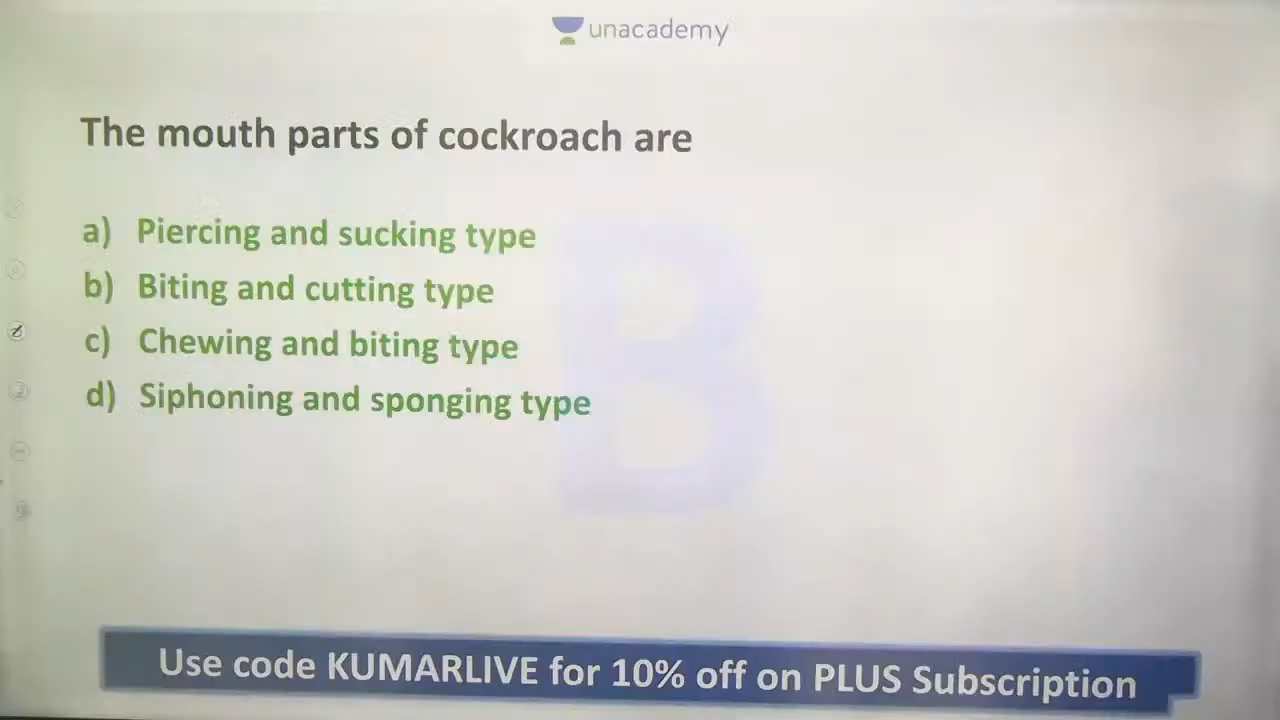 unacademy
The mouth parts of cockroach are
a) Piercing and sucking type
b) Biting and cutting type
c) Chewing and biting type
d) Siphoning and sponging type
B
Use code KUMARLIVE for 10% off on PLUS Subscription